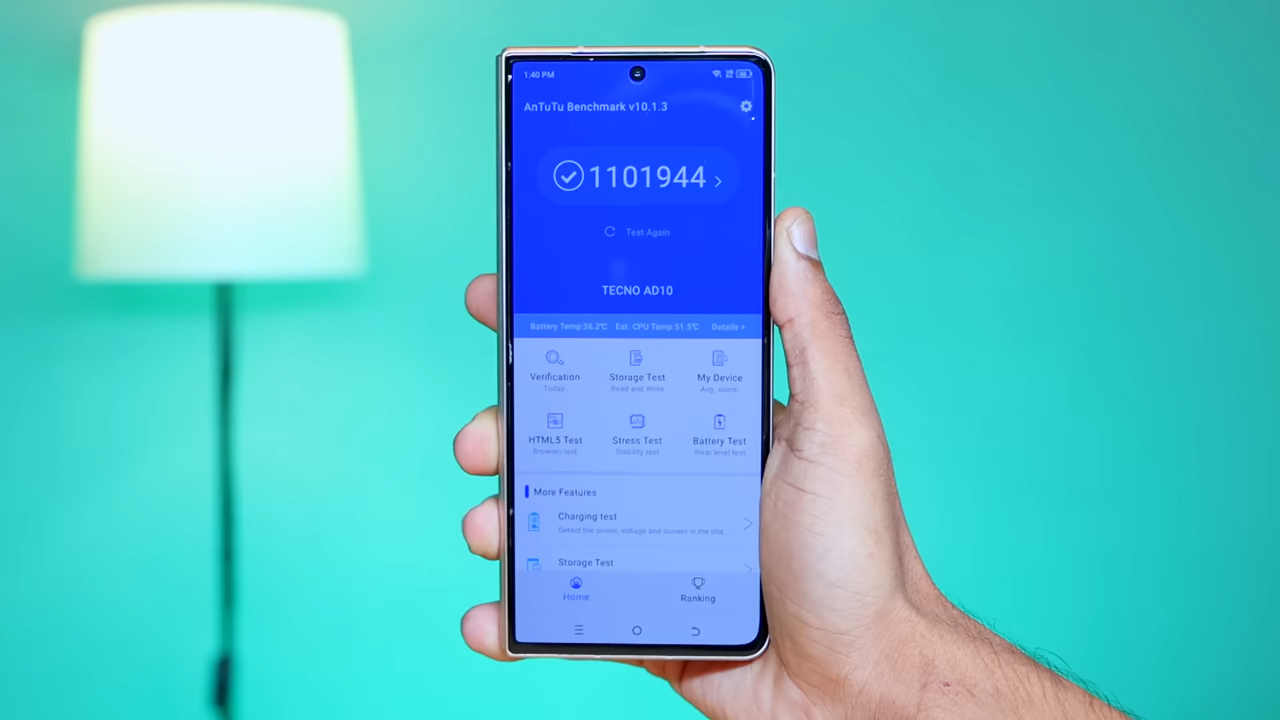 1:40 PM
AnTuTu Benchmark v10.1.3
1101944 >
Test Again
TECNO AD10
Battery Temp:36.2℃ Est. CPU Temp:51.5℃ Details >
Verification Storage Test My Device
Today Read and Write Avg. score
HTML5 Test Stress Test Battery Test
Browser test Stability test Wear level test
More Features
Charging test
Detect the power, voltage and current in the cha...
Storage Test
Home Ranking